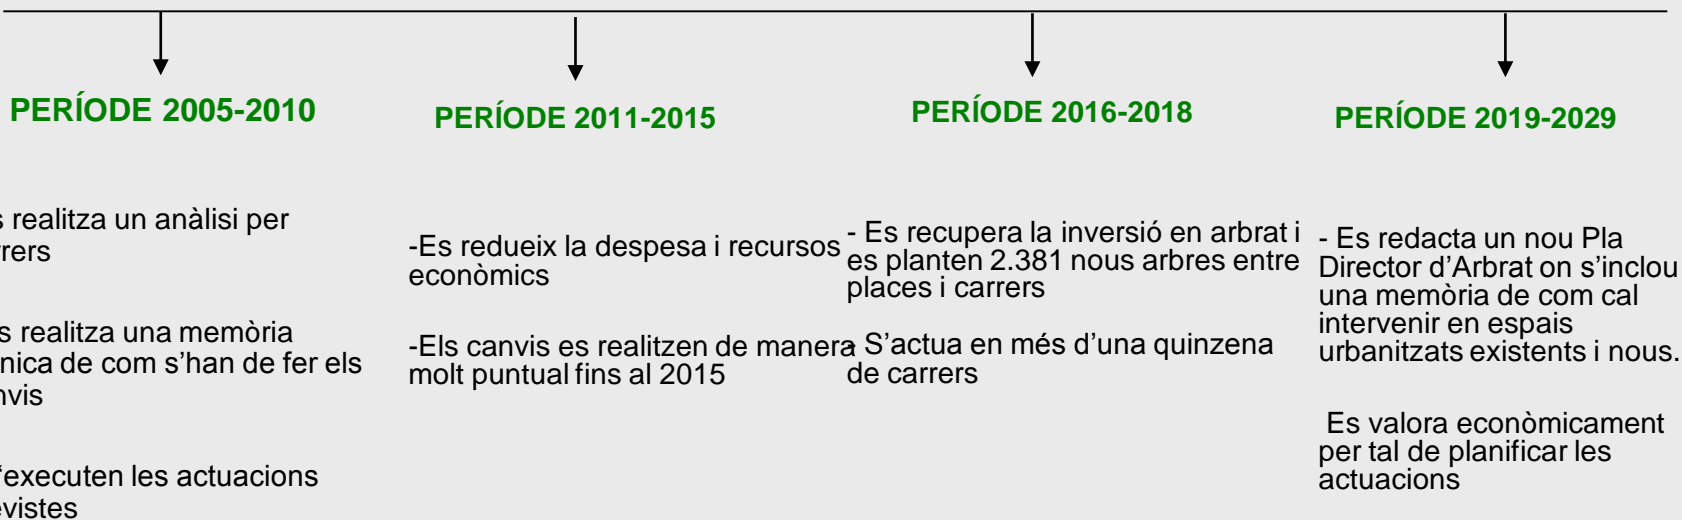 PERÍODE 2005-2010
realitza un anàlisi per
realitza una memòria
de com s’han de fer els
executen les actuacions
PERÍODE 2011-2015
-Es redueix la despesa i recursos
econòmics
-Els canvis es realitzen de manera
molt puntual fins al 2015
PERÍODE 2016-2018
- Es recupera la inversió en arbrat i
es planten 2.381 nous arbres entre
places i carrers
- S’actua en més d’una quinzena
de carrers
PERÍODE 2019-2029
- Es redacta un nou Pla
Director d’Arbrat on s’inclou
una memòria de com cal
intervenir en espais
urbanitzats existents i nous.
Es valora econòmicament
per tal de planificar les
actuacions